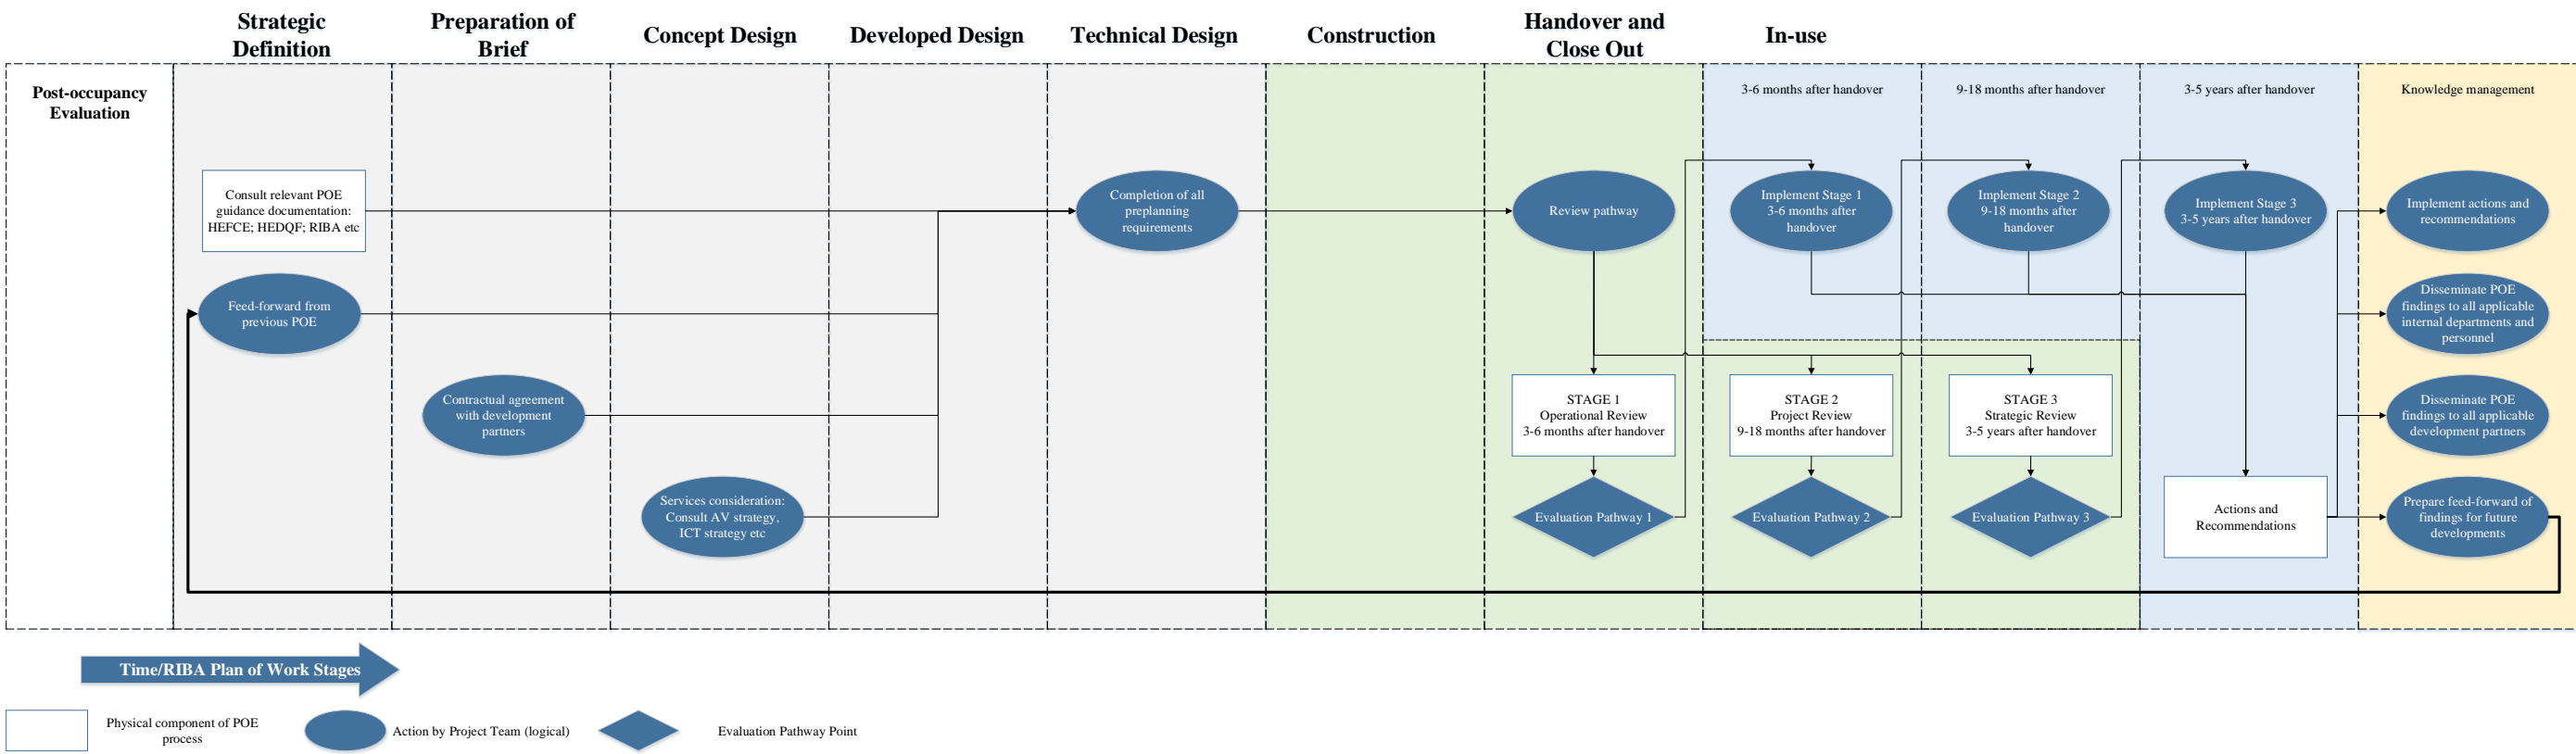 Strategic
Definition
Preparation of
Brief
Concept Design
Developed Design
Technical Design
Construction
Handover and
Close Out
In-use
Post-occupancy
Evaluation
3-6 months after handover
9-18 months after handover
3-5 years after handover
Knowledge management
Consult relevant POE
guidance documentation:
HEFCE; HEDQF; RIBA etc
Completion of all
preplanning
requirements
Review pathway
Implement Stage 1
3-6 months after
handover
Implement Stage 2
9-18 months after
handover
Implement Stage 3
3-5 years after handover
Implement actions and
recommendations
Feed-forward from
previous POE
Disseminate POE
findings to all applicable
internal departments and
personnel
Contractual agreement
with development
partners
STAGE 1
Operational Review
3-6 months after handover
STAGE 2
Project Review
9-18 months after handover
STAGE 3
Strategic Review
3-5 years after handover
Disseminate POE
findings to all applicable
development partners
Services consideration:
Consult AV strategy,
ICT strategy etc
Evaluation Pathway 1
Evaluation Pathway 2
Evaluation Pathway 3
Actions and
Recommendations
Prepare feed-forward of
findings for future
developments
Time/RIBA Plan of Work Stages
Physical component of POE
process
Action by Project Team (logical)
Evaluation Pathway Point